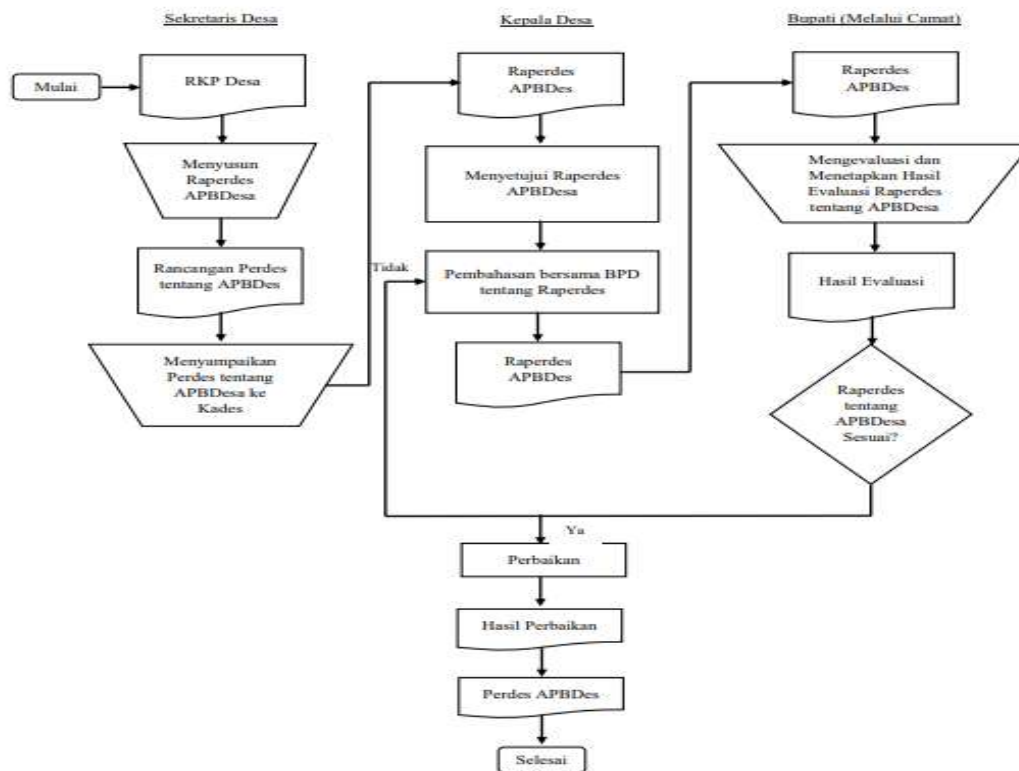 Sekretaris Desa
Kepala Desa
Bupati (Melalui Camat)
Mulai
RKP Desa
Menyusun
Raperdes
APBDesa
Rancangan Perdes
tentang APBDes
Menyampaikan
Perdes tentang
APBDesa ke
Kades
Raperdes
APBDes
Menyetujui Raperdes
APBDesa
Tidak
Pembahasan bersama BPD
tentang Raperdes
Raperdes
APBDes
Raperdes
APBDes
Mengevaluasi dan
Menetapkan Hasil
Evaluasi Raperdes
tentang APBDesa
Hasil Evaluasi
Raperdes
tentang
APBDesa
Sesuai?
Ya
Perbaikan
Hasil Perbaikan
Perdes APBDes
Selesai